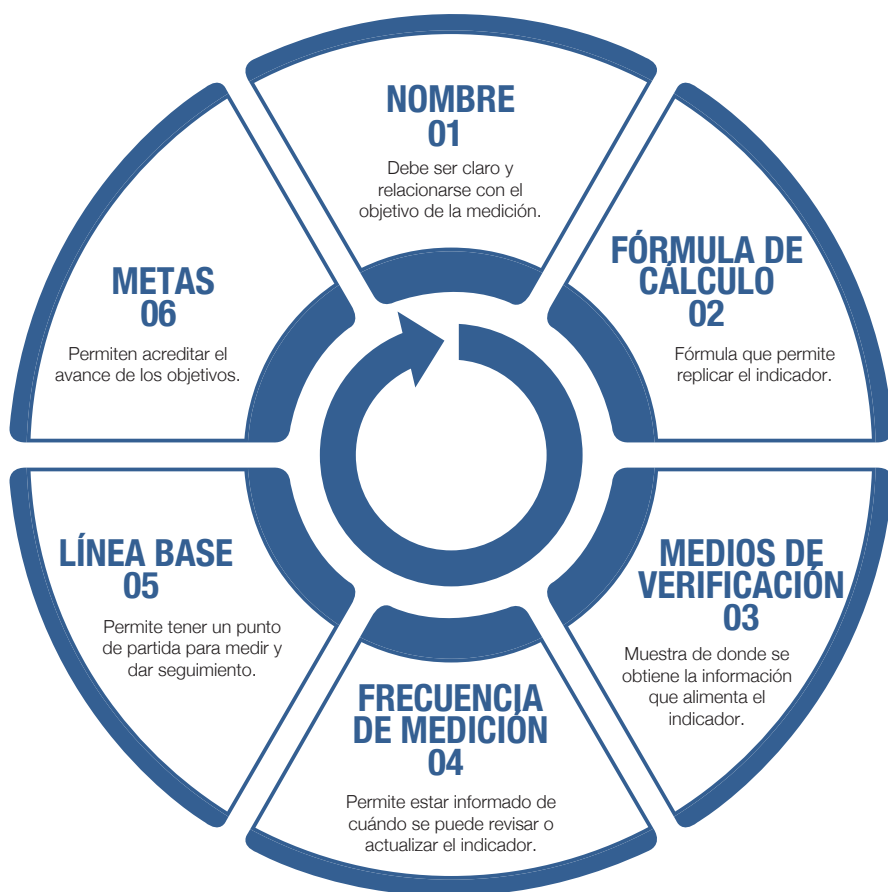 NOMBRE
01
Debe ser claro y
relacionarse con el
objetivo de la medición.
FÓRMULA DE
CÁLCULO
02
Fórmula que permite
replicar el indicador.
MEDIOS DE
VERIFICACIÓN
03
Muestra de donde se
obtiene la información
que alimenta el
indicador.
FRECUENCIA
DE MEDICIÓN
04
Permite estar informado de
cuándo se puede revisar o
actualizar el indicador.
LÍNEA BASE
05
Permite tener un punto
de partida para medir y
dar seguimiento.
METAS
06
Permiten acreditar el
avance de los objetivos.